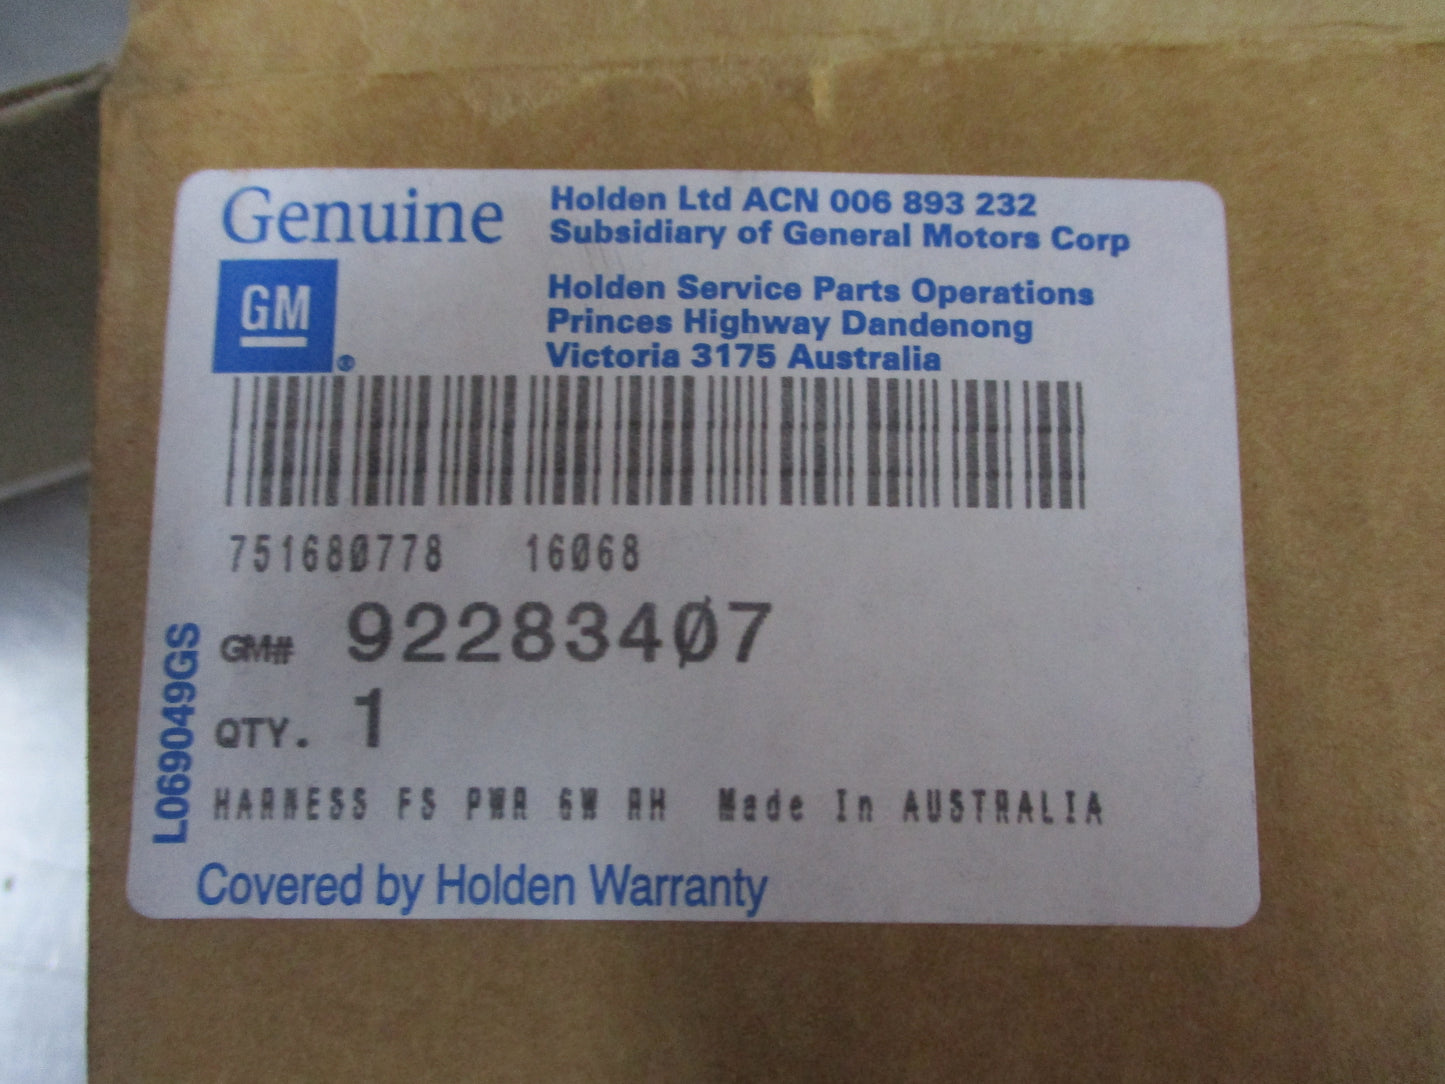 Genuine
Holden Ltd ACN 006 893 232
Subsidiary of General Motors Corp
GM ®
Holden Service Parts Operations
Princes Highway Dandenong
Victoria 3175 Australia
751680778 16068
GM# 92283407
QTY. 1
HARNESS FS PWR 6W RH Made In AUSTRALIA
L069049GS
Covered by Holden Warranty